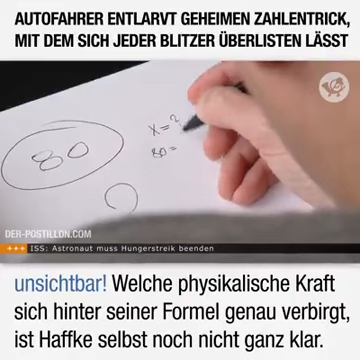 AUTOFAHRER ENTLARVT GEHEIMEN ZAHLENTRICK,
MIT DEM SICH JEDER BLITZER ÜBERLISTEN LÄSST
X = ?
80
80 =
DER-POSTILLON.COM
+++ ISS: Astronaut muss Hungerstreik beenden
unsichtbar! Welche physikalische Kraft
sich hinter seiner Formel genau verbirgt,
ist Haffke selbst noch nicht ganz klar.